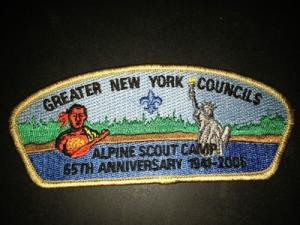 GREATER NEW YORK COUNCILS
ALPINE SCOUT CAMP
65TH ANNIVERSARY 1941-2006